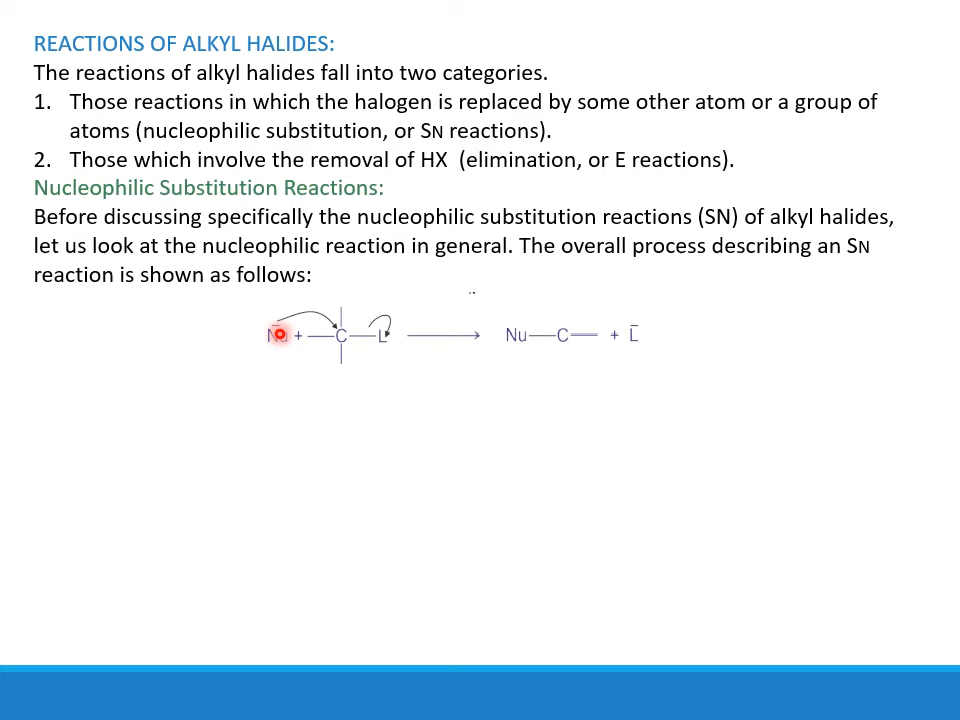 REACTIONS OF ALKYL HALIDES:
The reactions of alkyl halides fall into two categories.
1. Those reactions in which the halogen is replaced by some other atom or a group of
atoms (nucleophilic substitution, or SN reactions).
2. Those which involve the removal of HX (elimination, or E reactions).
Nucleophilic Substitution Reactions:
Before discussing specifically the nucleophilic substitution reactions (SN) of alkyl halides,
let us look at the nucleophilic reaction in general. The overall process describing an SN
reaction is shown as follows:
Nu + C L Nu C + L